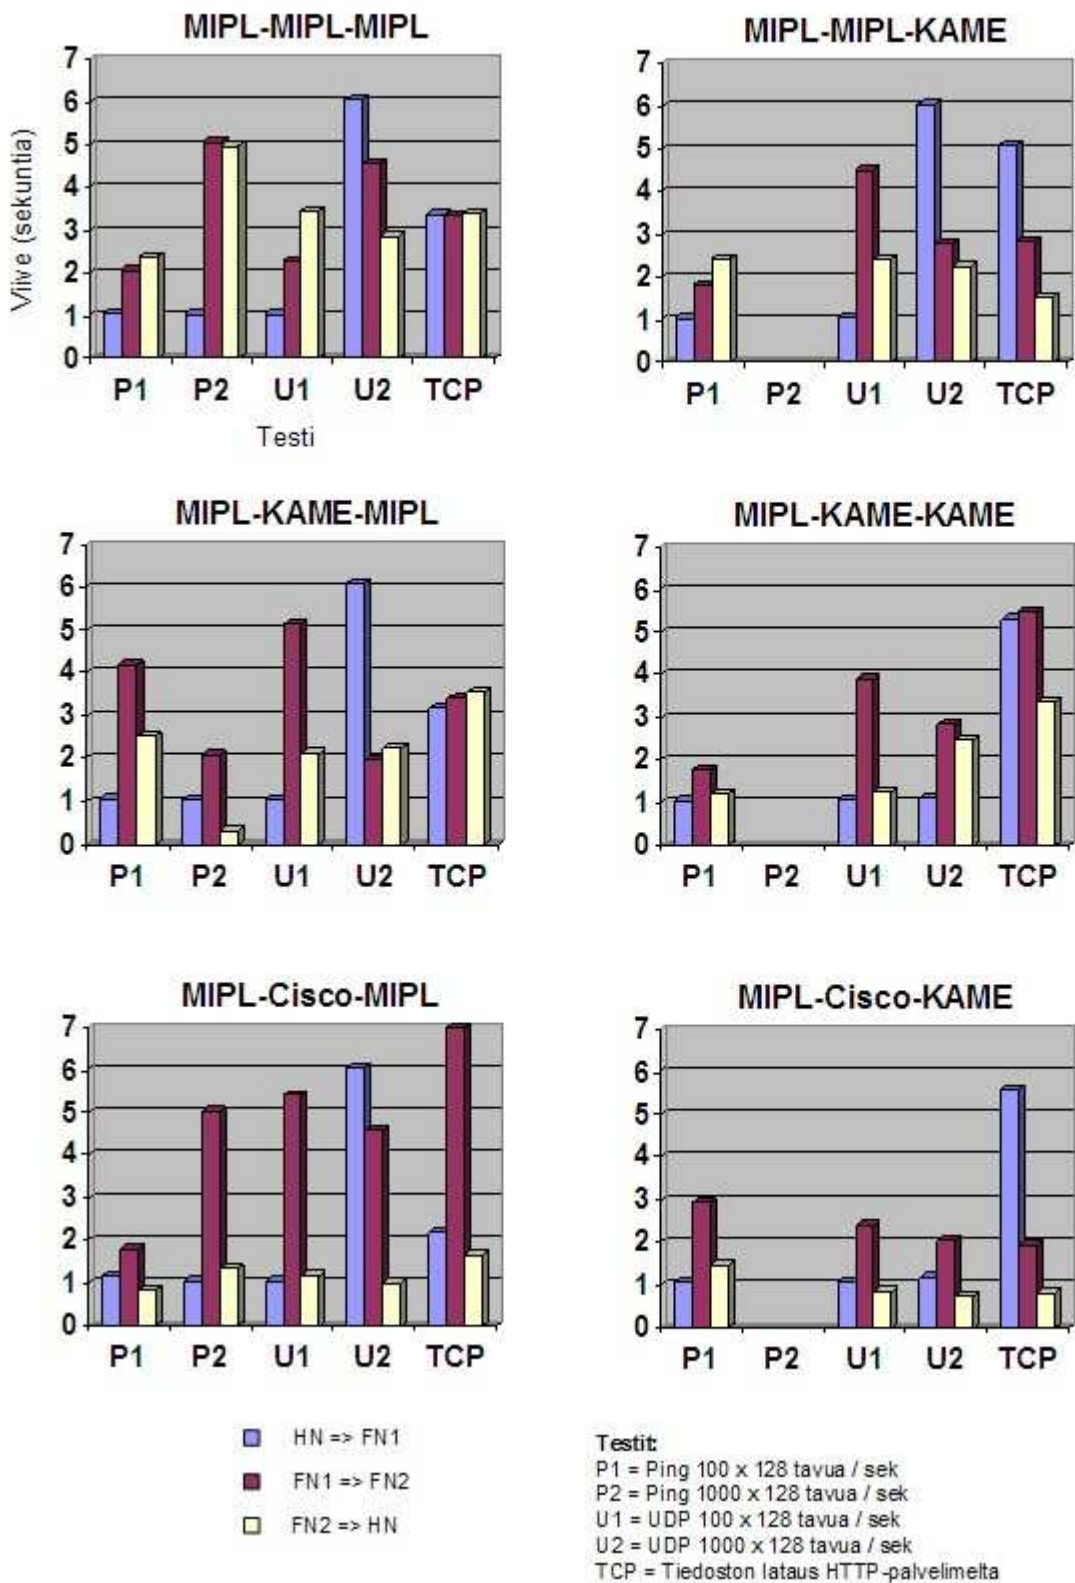 MIPL-MIPL-MIPL
Viive (sekuntia)
7
6
5
4
3
2
1
0
P1 P2 U1 U2 TCP
Testi
MIPL-MIPL-KAME
7
6
5
4
3
2
1
0
P1 P2 U1 U2 TCP
MIPL-KAME-MIPL
7
6
5
4
3
2
1
0
P1 P2 U1 U2 TCP
MIPL-KAME-KAME
7
6
5
4
3
2
1
0
P1 P2 U1 U2 TCP
MIPL-Cisco-MIPL
7
6
5
4
3
2
1
0
P1 P2 U1 U2 TCP
MIPL-Cisco-KAME
7
6
5
4
3
2
1
0
P1 P2 U1 U2 TCP
HN => FN1
FN1 => FN2
FN2 => HN
Testit:
P1 = Ping 100 x 128 tavua / sek
P2 = Ping 1000 x 128 tavua / sek
U1 = UDP 100 x 128 tavua / sek
U2 = UDP 1000 x 128 tavua / sek
TCP = Tiedoston lataus HTTP-palvelimelta